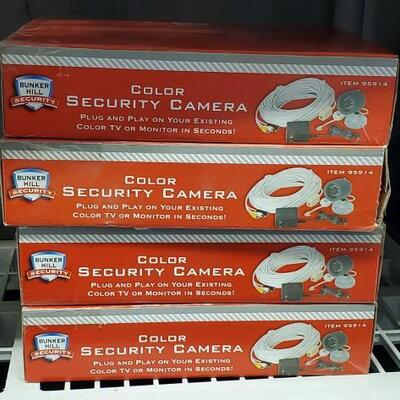 BUNKER HILL SECURITY
COLOR
SECURITY CAMERA
PLUG AND PLAY ON YOUR EXISTING
COLOR TV OR MONITOR IN SECONDS!
ITEM 95914
BUNKER HILL SECURITY
COLOR
SECURITY CAMERA
PLUG AND PLAY ON YOUR EXISTING
COLOR TV OR MONITOR IN SECONDS!
ITEM 95914
BUNKER HILL SECURITY
COLOR
SECURITY CAMERA
PLUG AND PLAY ON YOUR EXISTING
COLOR TV OR MONITOR IN SECONDS!
ITEM 95914
BUNKER HILL SECURITY
COLOR
SECURITY CAMERA
PLUG AND PLAY ON YOUR EXISTING
COLOR TV OR MONITOR IN SECONDS!
ITEM 95914